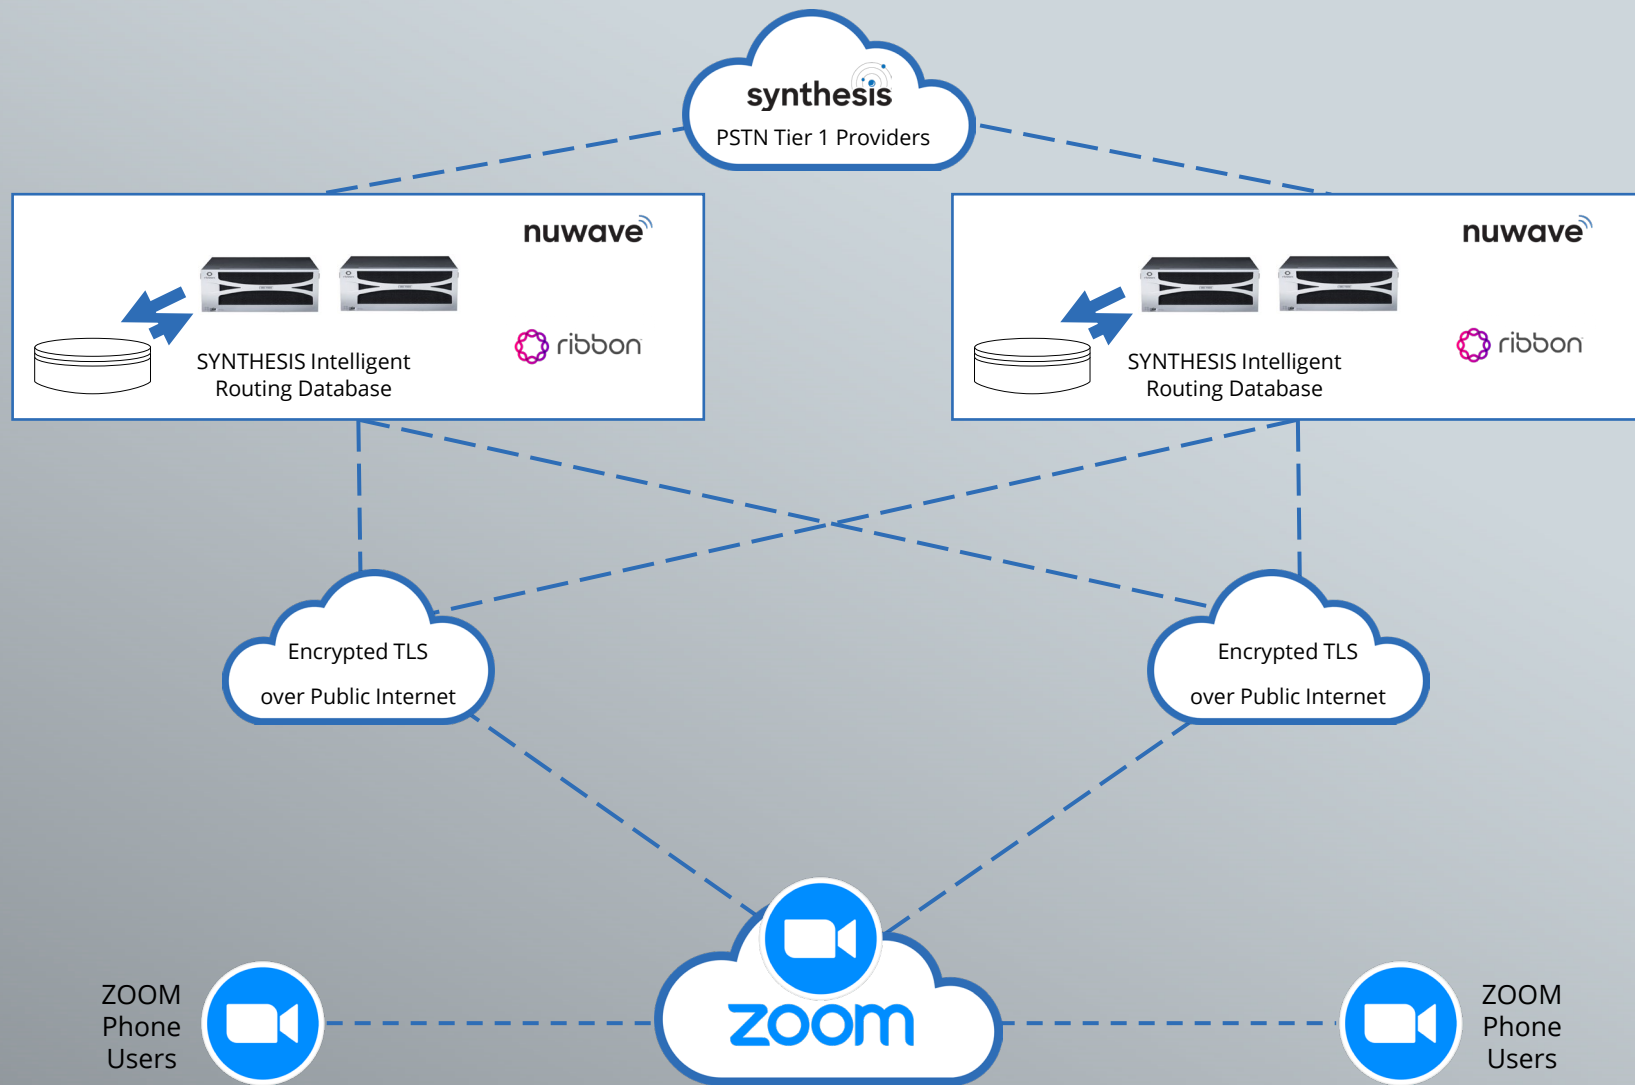 synthesis
PSTN Tier 1 Providers
nuwave
ribbon
SYNTHESIS Intelligent
Routing Database
nuwave
ribbon
SYNTHESIS Intelligent
Routing Database
Encrypted TLS
over Public Internet
Encrypted TLS
over Public Internet
ZOOM
Phone
Users
zoom
ZOOM
Phone
Users